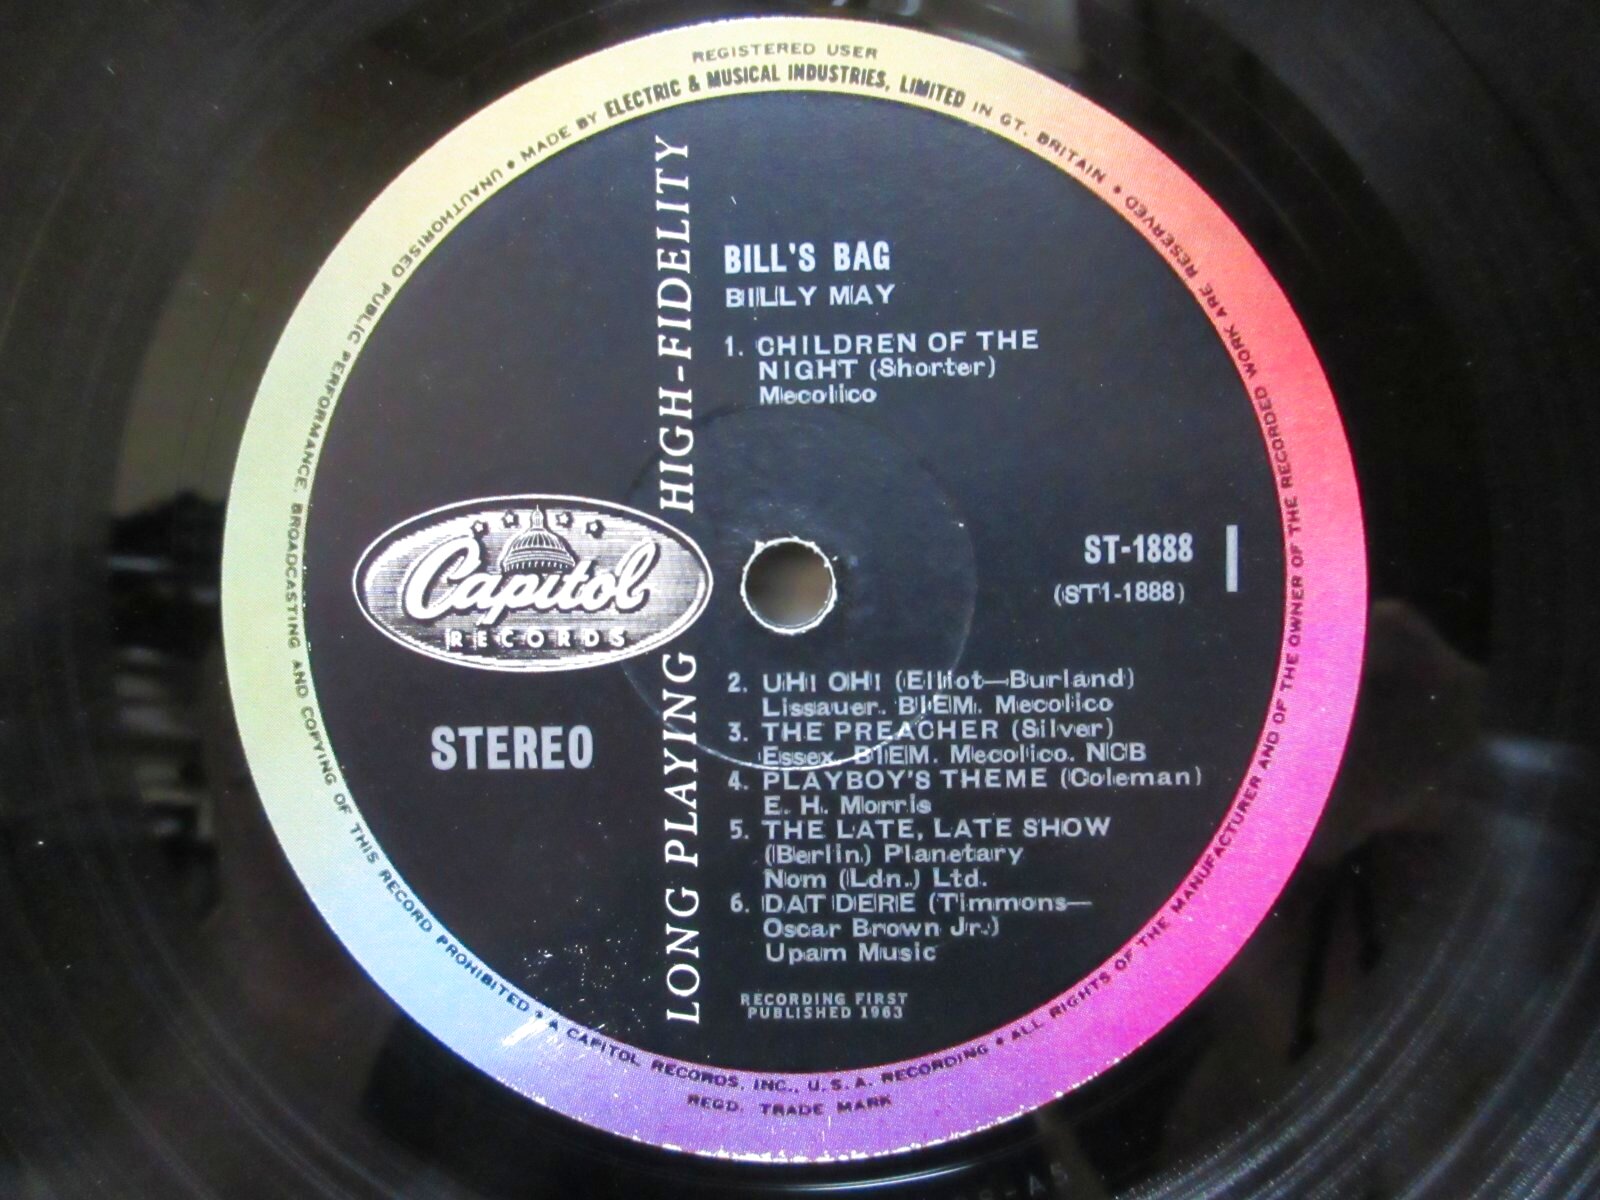 REGISTERED USER
UNAUTHORISED PUBLIC PERFORMANCE, BROADCASTING AND COPYING OF THIS RECORD PROHIBITED • A CAPITOL RECORDS, INC., U.S.A. RECORDING • ALL RIGHTS OF THE MANUFACTURER AND OF THE OWNER OF THE RECORDED WORK ARE RESERVED • MADE BY ELECTRIC & MUSICAL INDUSTRIES, LIMITED IN GT. BRITAIN •
REGD. TRADE MARK
LONG PLAYING HIGH-FIDELITY
BILL'S BAG
BILLY MAY
1. CHILDREN OF THE
NIGHT (Shorter)
Mecolico
Capitol
RECORDS
ST-1888 1
(ST1-1888)
STEREO
2. UH! OH! (Elliot—Burland)
Lissauer. BIEM. Mecolico
3. THE PREACHER (Silver)
Essex. BIEM. Mecolico. NCB
4. PLAYBOY'S THEME (Coleman)
E. H. Morris
5. THE LATE, LATE SHOW
(Berlin) Planetary
Nom (Ldn.) Ltd.
6. DAT DERE (Timmons—
Oscar Brown Jr.)
Upam Music
RECORDING FIRST
PUBLISHED 1963